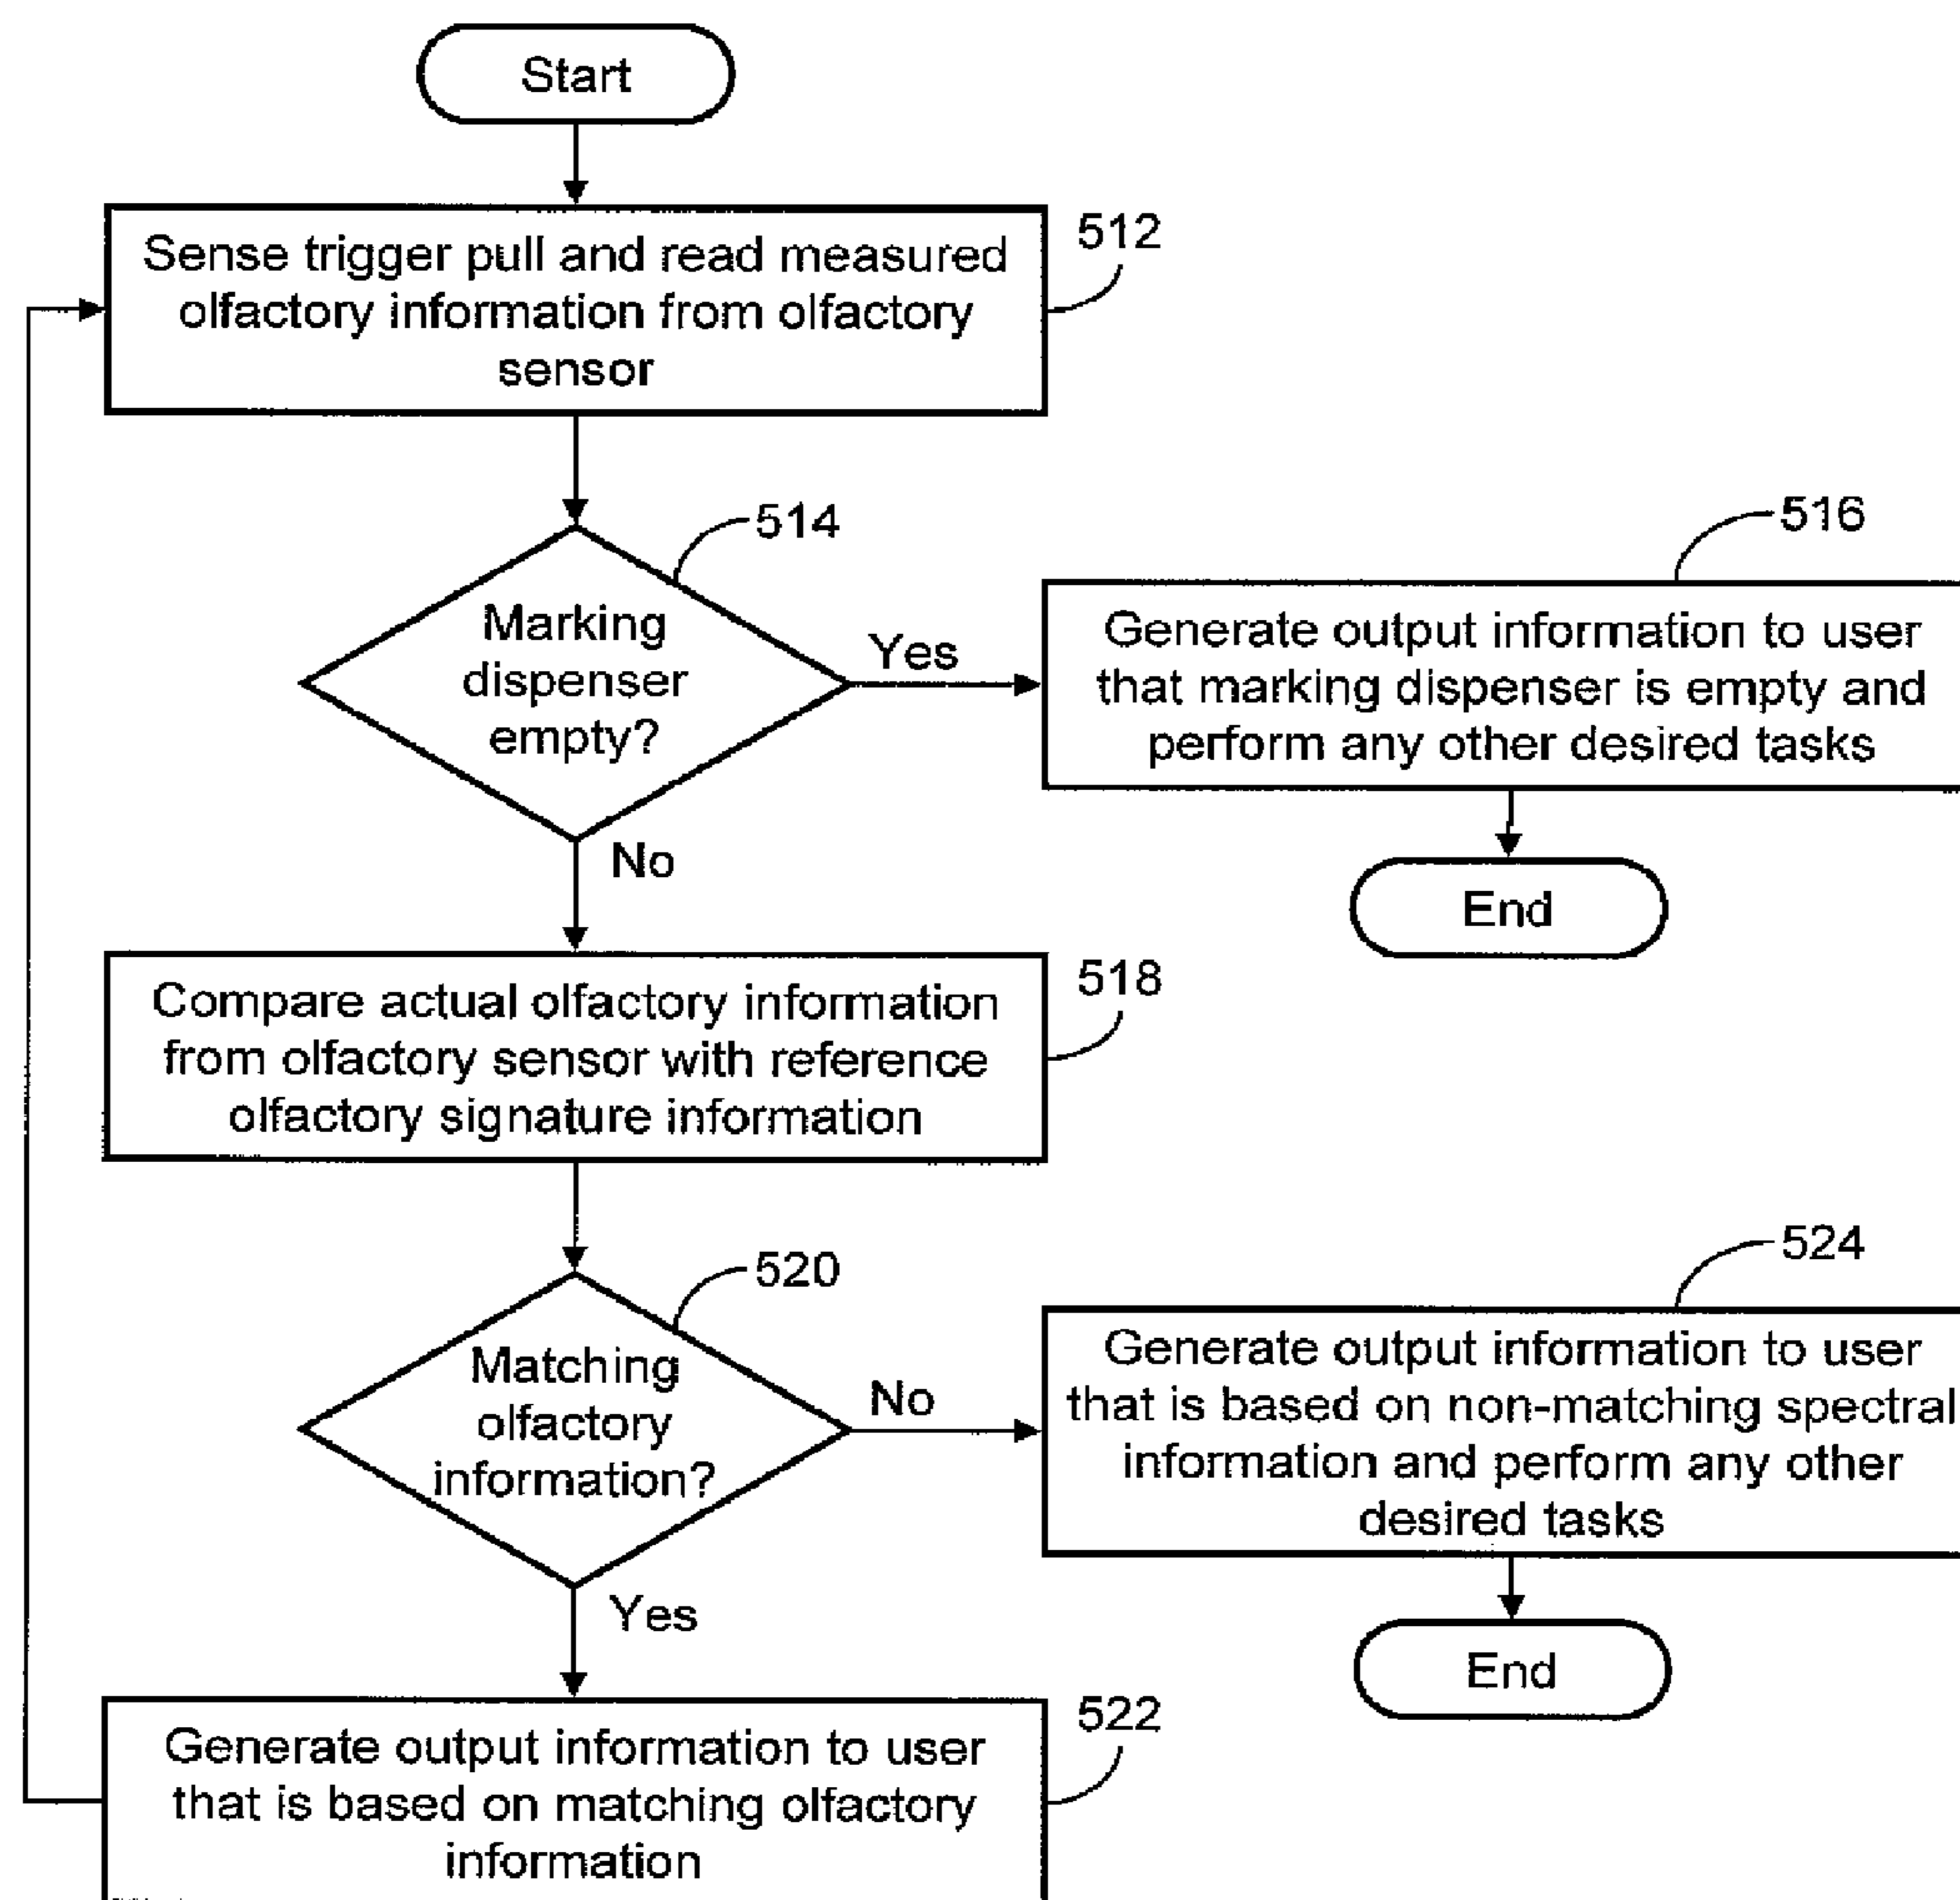 Start
Sense trigger pull and read measured
olfactory information from olfactory
sensor
512
514
Marking
dispenser
empty?
Yes
No
516
Generate output information to user
that marking dispenser is empty and
perform any other desired tasks
End
Compare actual olfactory information
from olfactory sensor with reference
olfactory signature information
518
520
Matching
olfactory
information?
No
Yes
524
Generate output information to user
that is based on non-matching spectral
information and perform any other
desired tasks
End
Generate output information to user
that is based on matching olfactory
information
522